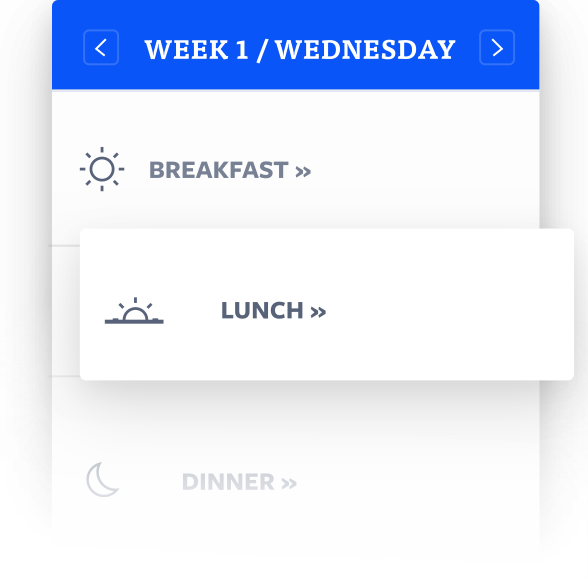 WEEK 1 / WEDNESDAY
BREAKFAST »
LUNCH »
DINNER »